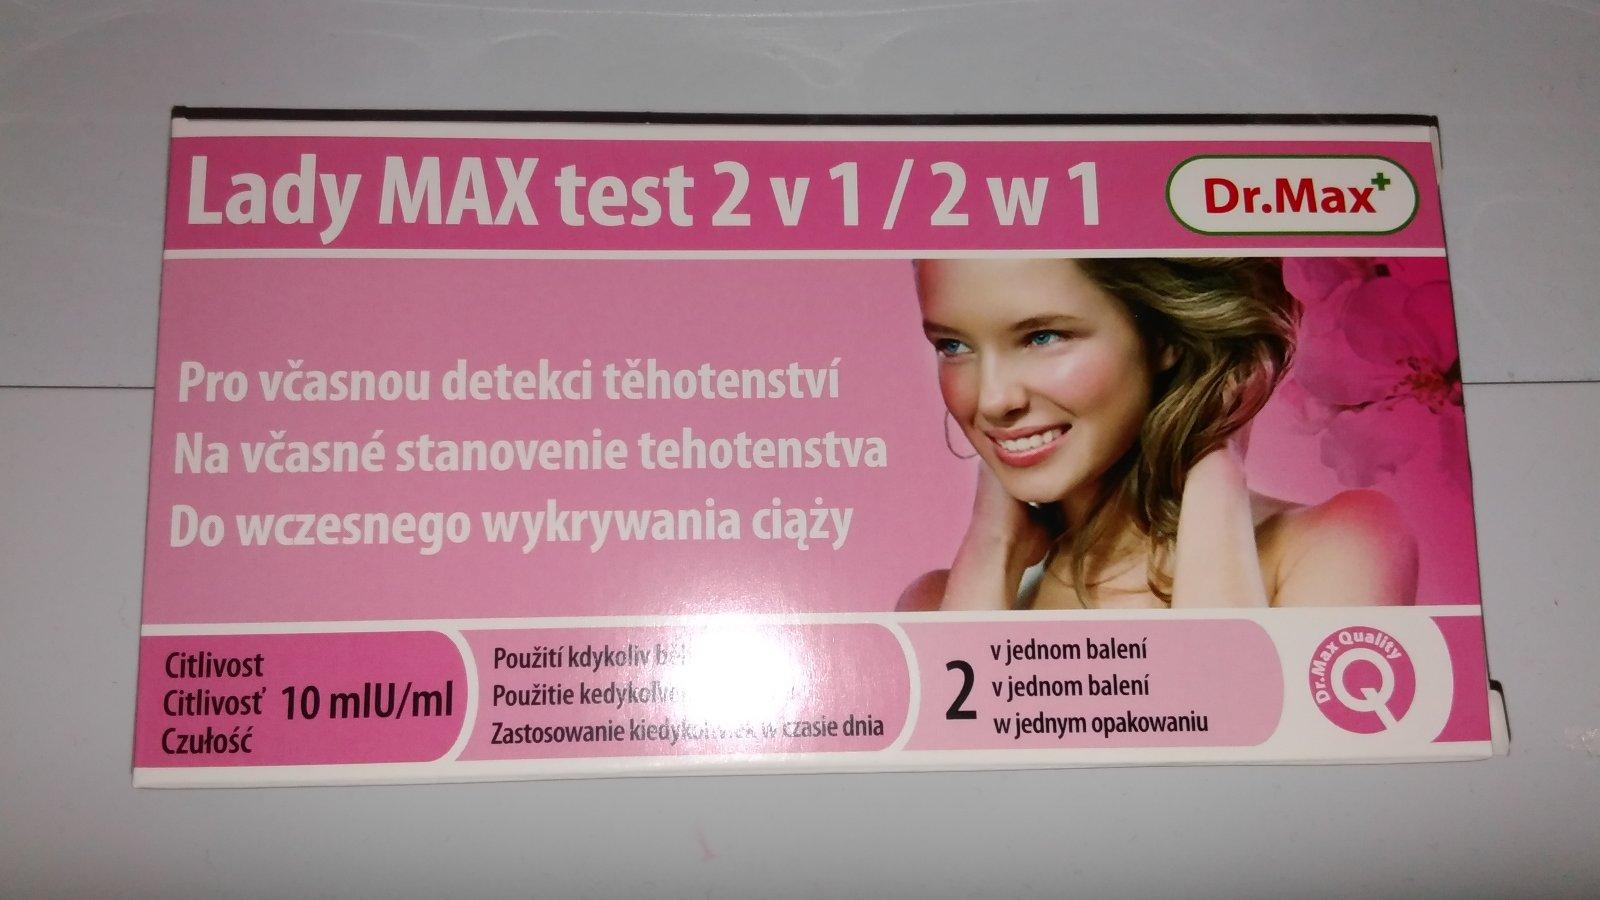 Lady MAX test 2 v 1 / 2 w 1
Dr.Max+
Pro včasnou detekci těhotenství
Na včasné stanovenie tehotenstva
Do wczesnego wykrywania ciąży
Citlivost
Citlivosť
Czułość
10 mlU/ml
Použití kdykoliv
Použitie
Zastosowanie kiedykolwiek w czasie dnia
2
v jednom balení
v jednom balení
w jednym opakowaniu
Dr.Max Quality
Q